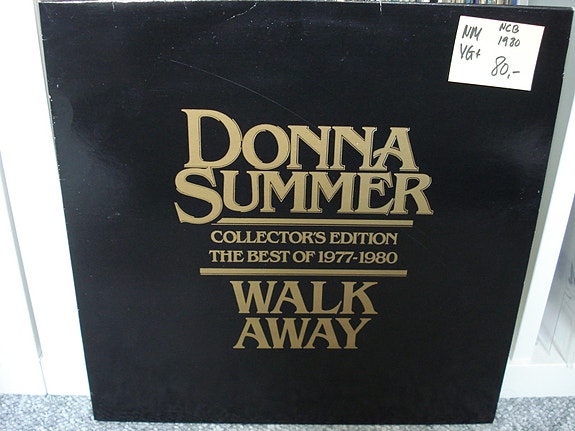 NM NCB
1980
VG+
80,-
DONNA
SUMMER
COLLECTOR'S EDITION
THE BEST OF 1977-1980
WALK
AWAY